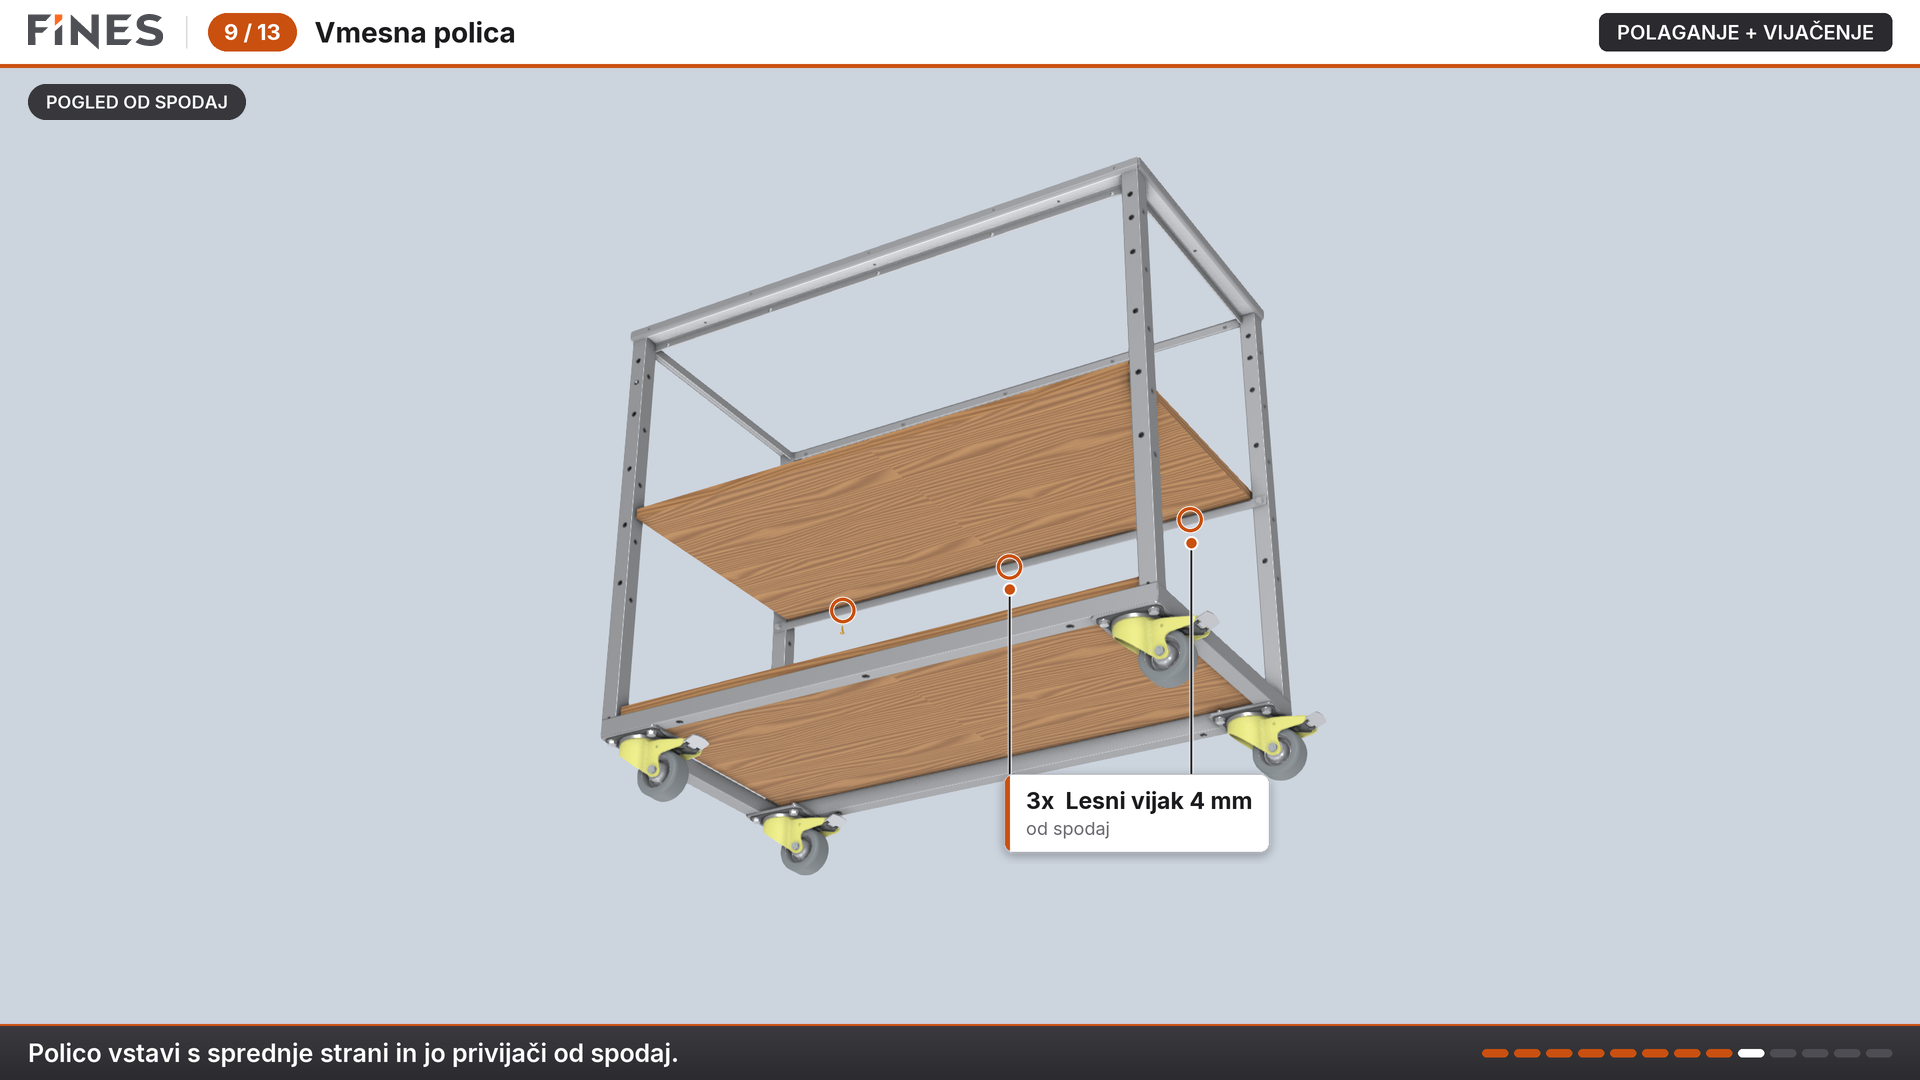 FINES
9 / 13
Vmesna polica
POLAGANJE + VIJAČENJE
POGLED OD SPODAJ
3x Lesni vijak 4 mm
od spodaj
Polico vstavi s sprednje strani in jo privijači od spodaj.